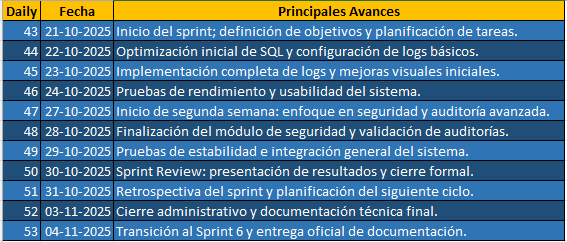 Daily Fecha Principales Avances
43 21-10-2025 Inicio del sprint; definición de objetivos y planificación de tareas.
44 22-10-2025 Optimización inicial de SQL y configuración de logs básicos.
45 23-10-2025 Implementación completa de logs y mejoras visuales iniciales.
46 24-10-2025 Pruebas de rendimiento y usabilidad del sistema.
47 27-10-2025 Inicio de segunda semana: enfoque en seguridad y auditoría avanzada.
48 28-10-2025 Finalización del módulo de seguridad y validación de auditorías.
49 29-10-2025 Pruebas de estabilidad e integración general del sistema.
50 30-10-2025 Sprint Review: presentación de resultados y cierre formal.
51 31-10-2025 Retrospectiva del sprint y planificación del siguiente ciclo.
52 03-11-2025 Cierre administrativo y documentación técnica final.
53 04-11-2025 Transición al Sprint 6 y entrega oficial de documentación.